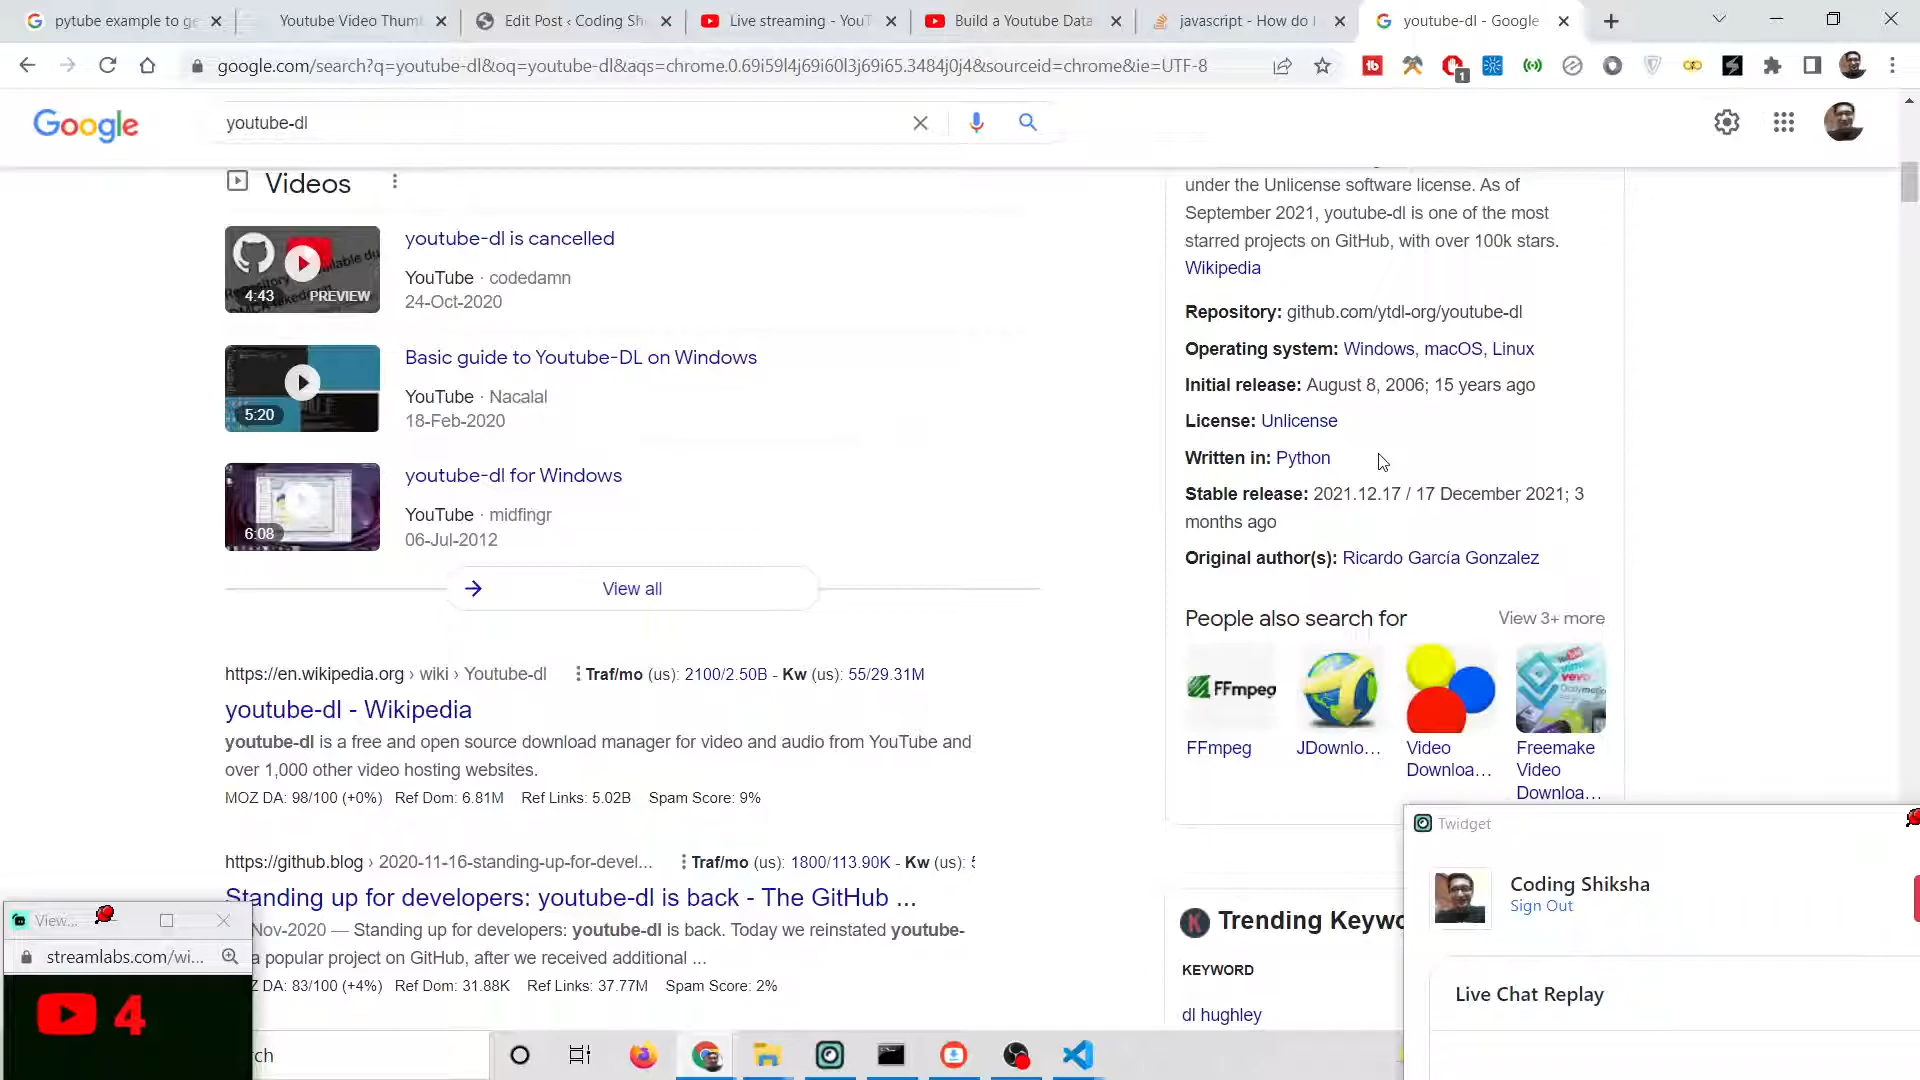 pytube example to ge
Youtube Video Thum
Edit Post ‹ Coding Sh
Live streaming - YouT
Build a Youtube Data
javascript - How do i
youtube-dl - Google
google.com/search?q=youtube-dl&oq=youtube-dl&aqs=chrome.0.69i59l4j69i60l3j69i65.3484j0j4&sourceid=chrome&ie=UTF-8
1
Google
youtube-dl
Videos
youtube-dl is cancelled
YouTube · codedamn
24-Oct-2020
4:43
PREVIEW
Basic guide to Youtube-DL on Windows
YouTube · Nacalal
18-Feb-2020
5:20
youtube-dl for Windows
YouTube · midfingr
06-Jul-2012
6:08
View all
https://en.wikipedia.org › wiki › Youtube-dl
Traf/mo (us): 2100/2.50B - Kw (us): 55/29.31M
youtube-dl - Wikipedia
youtube-dl is a free and open source download manager for video and audio from YouTube and
over 1,000 other video hosting websites.
MOZ DA: 98/100 (+0%) Ref Dom: 6.81M Ref Links: 5.02B Spam Score: 9%
https://github.blog › 2020-11-16-standing-up-for-devel...
Traf/mo (us): 1800/113.90K - Kw (us):
Standing up for developers: youtube-dl is back - The GitHub ...
Nov-2020 — Standing up for developers: youtube-dl is back. Today we reinstated youtube-
a popular project on GitHub, after we received additional ...
DA: 83/100 (+4%) Ref Dom: 31.88K Ref Links: 37.77M Spam Score: 2%
under the Unlicense software license. As of
September 2021, youtube-dl is one of the most
starred projects on GitHub, with over 100k stars.
Wikipedia
Repository: github.com/ytdl-org/youtube-dl
Operating system: Windows, macOS, Linux
Initial release: August 8, 2006; 15 years ago
License: Unlicense
Written in: Python
Stable release: 2021.12.17 / 17 December 2021; 3
months ago
Original author(s): Ricardo García Gonzalez
People also search for
View 3+ more
FFmpeg
FFmpeg
JDownlo...
Video
Downloa...
Freemake
Video
Downloa...
Trending Keywo
KEYWORD
dl hughley
Twidget
Coding Shiksha
Sign Out
Live Chat Replay
View...
streamlabs.com/wi...
4
rch